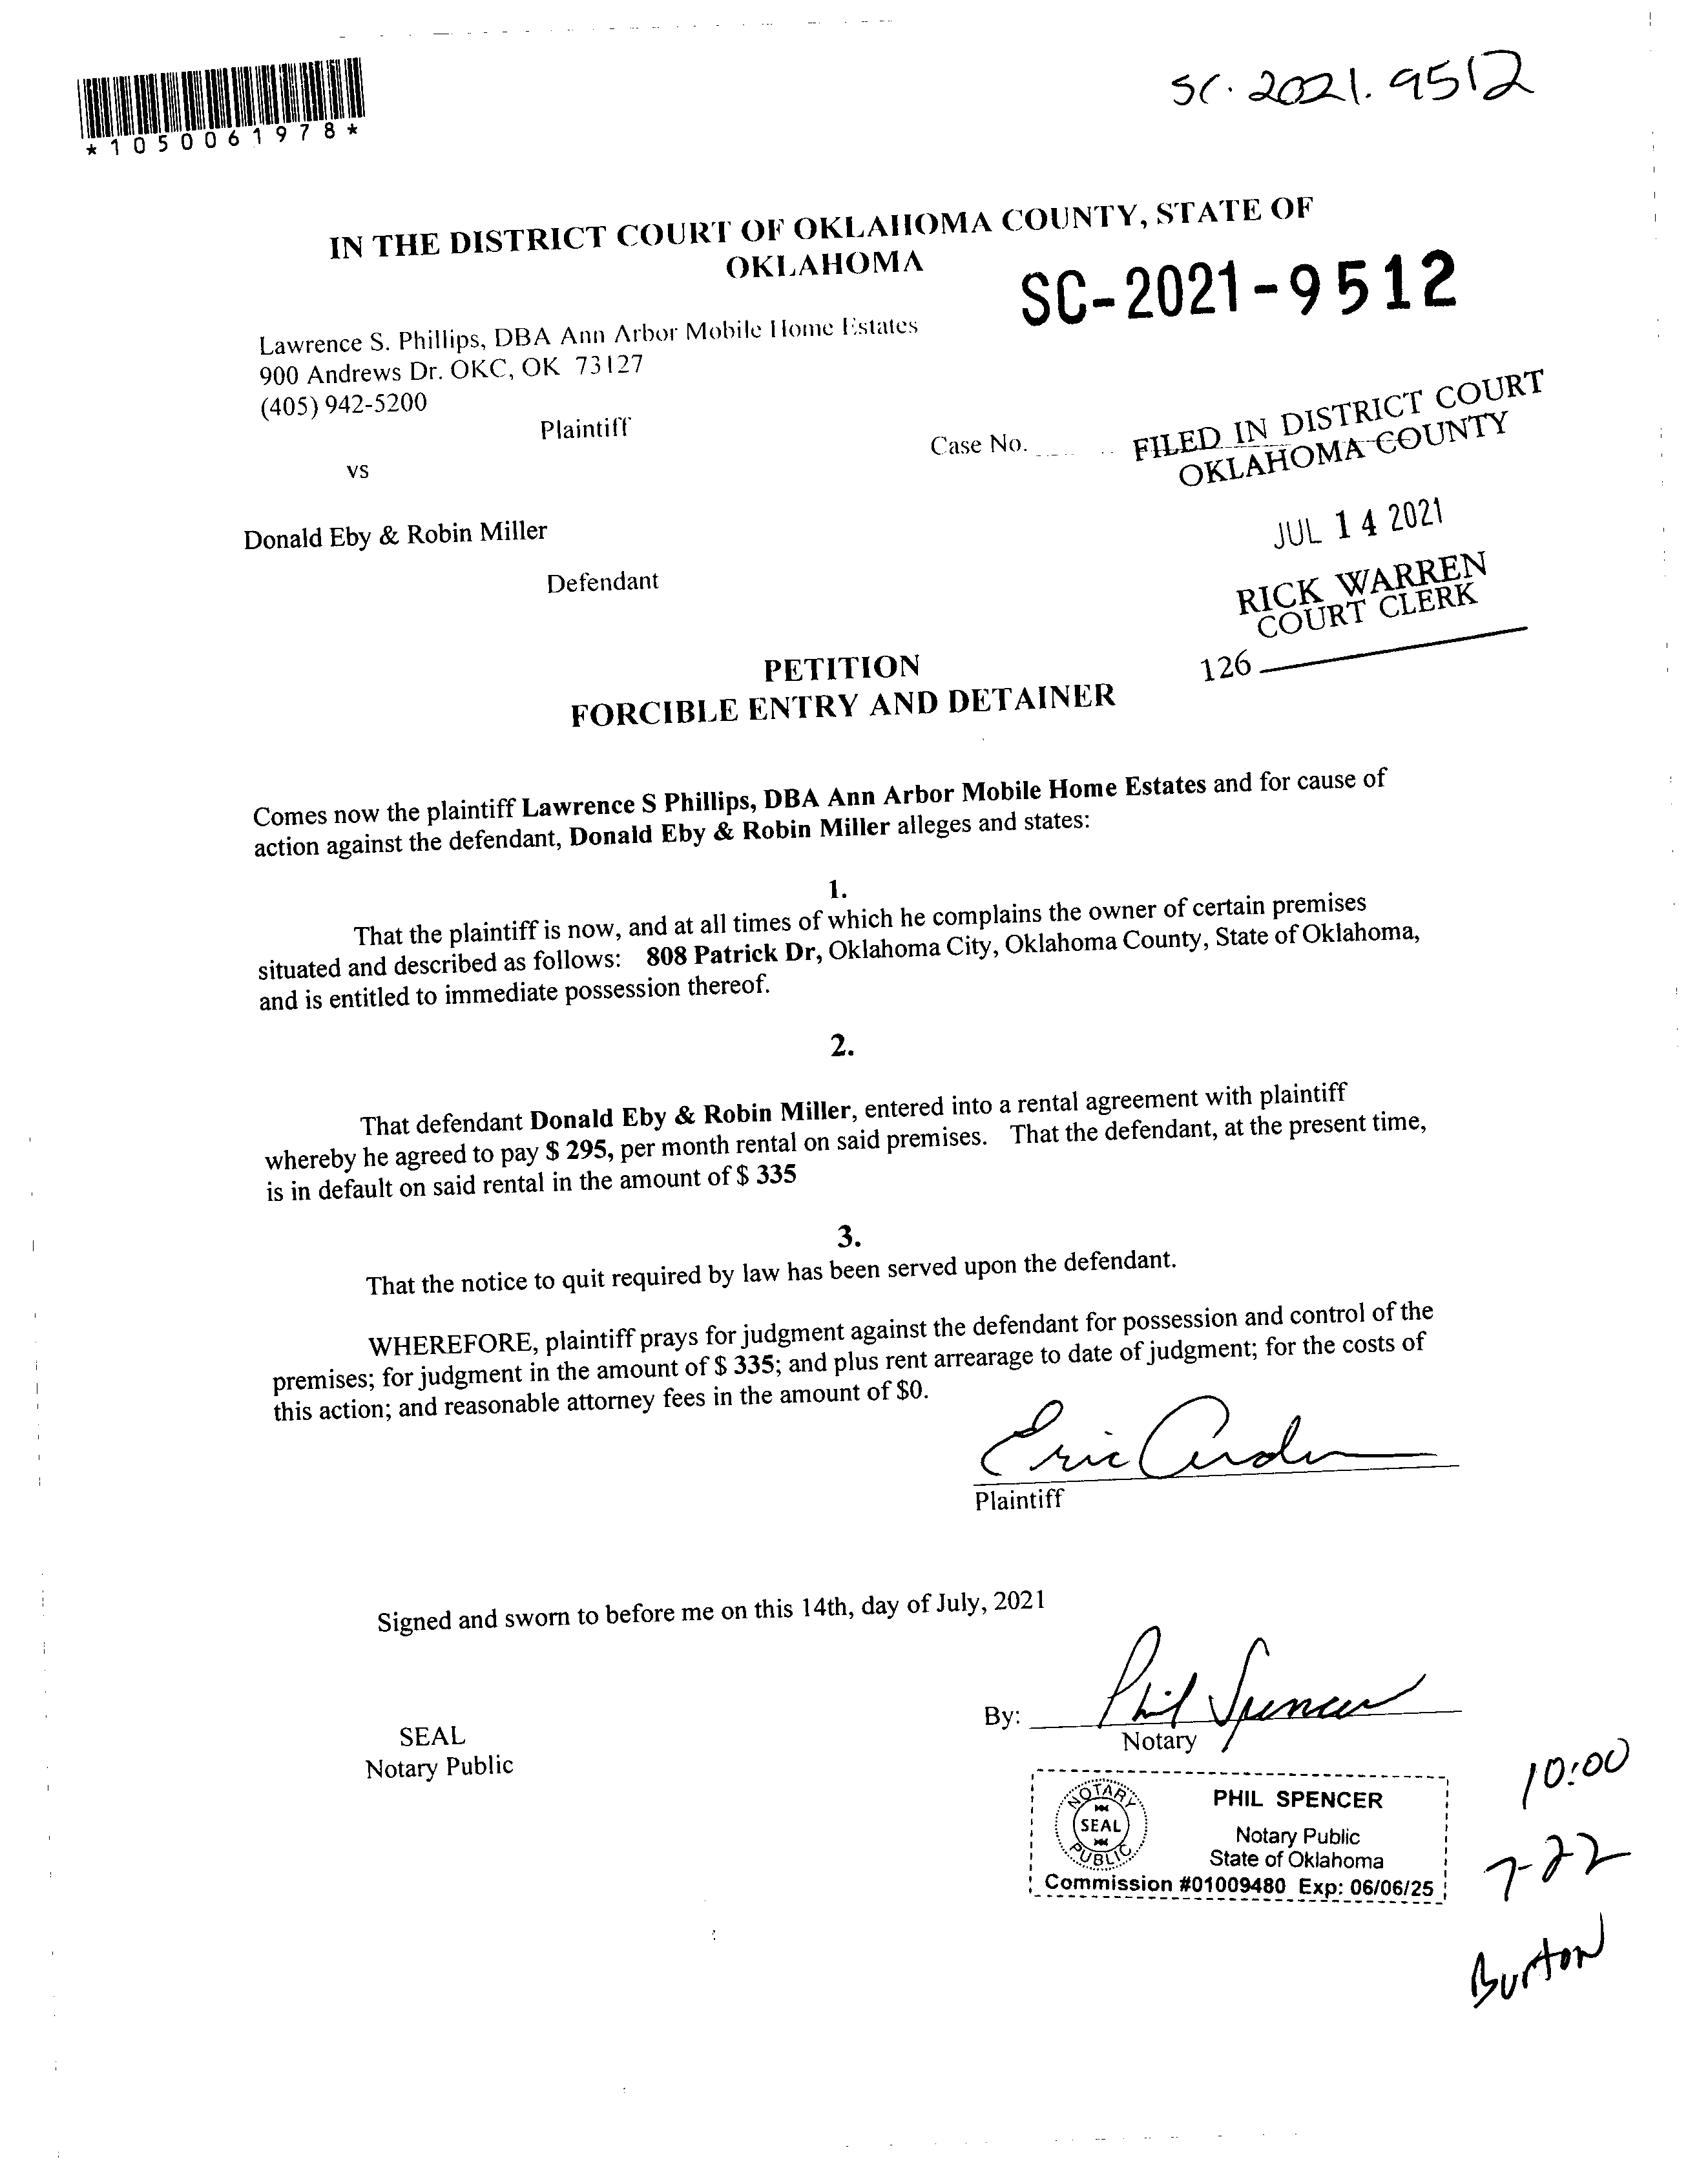 SC. 2021. 9512
*1050061978*
IN THE DISTRICT COURT OF OKLAHOMA COUNTY, STATE OF
OKLAHOMA
SC-2021-9512
Lawrence S. Phillips, DBA Ann Arbor Mobile Home Estates
900 Andrews Dr. OKC, OK 73127
(405) 942-5200
Plaintiff
vs
Case No.
FILED IN DISTRICT COURT
OKLAHOMA COUNTY
Donald Eby & Robin Miller
JUL 14 2021
Defendant
RICK WARREN
COURT CLERK
126
PETITION
FORCIBLE ENTRY AND DETAINER
Comes now the plaintiff Lawrence S Phillips, DBA Ann Arbor Mobile Home Estates and for cause of
action against the defendant, Donald Eby & Robin Miller alleges and states:
1.
That the plaintiff is now, and at all times of which he complains the owner of certain premises
situated and described as follows: 808 Patrick Dr, Oklahoma City, Oklahoma County, State of Oklahoma,
and is entitled to immediate possession thereof.
2.
That defendant Donald Eby & Robin Miller, entered into a rental agreement with plaintiff
whereby he agreed to pay $ 295, per month rental on said premises. That the defendant, at the present time,
is in default on said rental in the amount of $ 335
3.
That the notice to quit required by law has been served upon the defendant.
WHEREFORE, plaintiff prays for judgment against the defendant for possession and control of the
premises; for judgment in the amount of $ 335; and plus rent arrearage to date of judgment; for the costs of
this action; and reasonable attorney fees in the amount of $0.
Eric
Plaintiff
Signed and sworn to before me on this 14th, day of July, 2021
By: Phil Spencer
Notary
SEAL
Notary Public
NOTARY
SEAL
PUBLIC
PHIL SPENCER
Notary Public
State of Oklahoma
Commission #01009480 Exp: 06/06/25
10:00
7-22
Burton